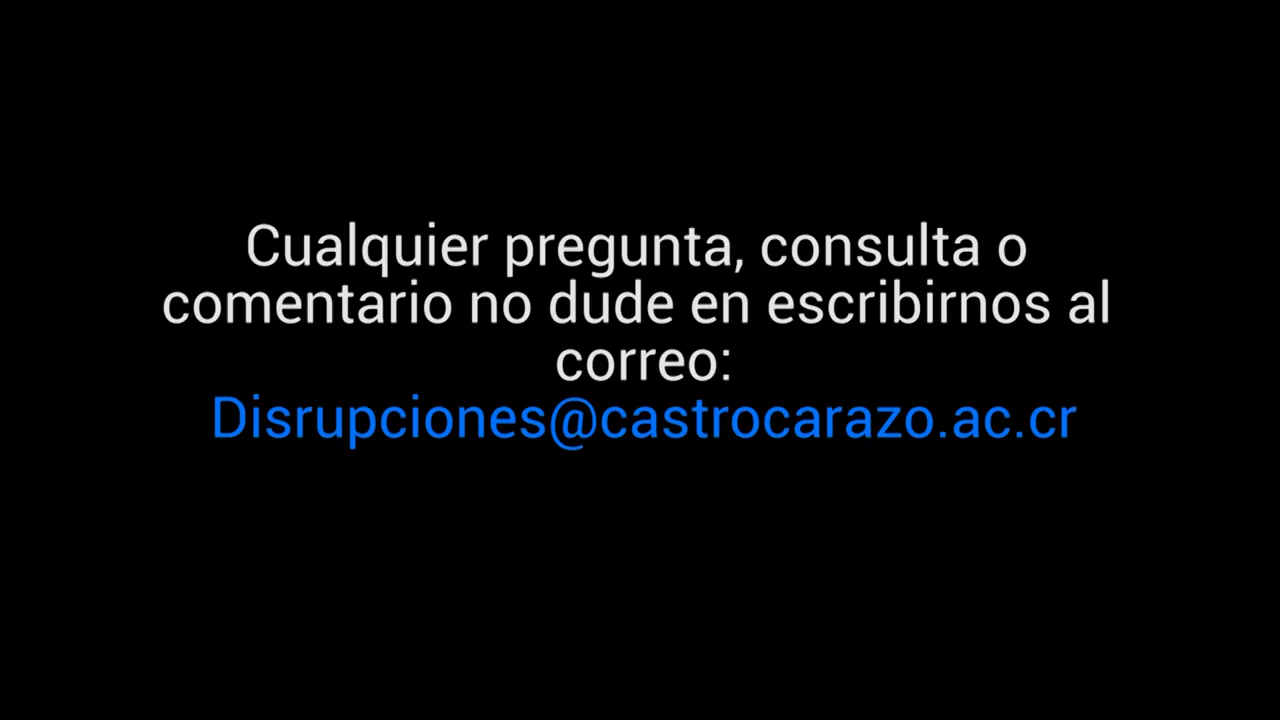 Cualquier pregunta, consulta o
comentario no dude en escribirnos al
correo:
Disrupciones@castrocarazo.ac.cr